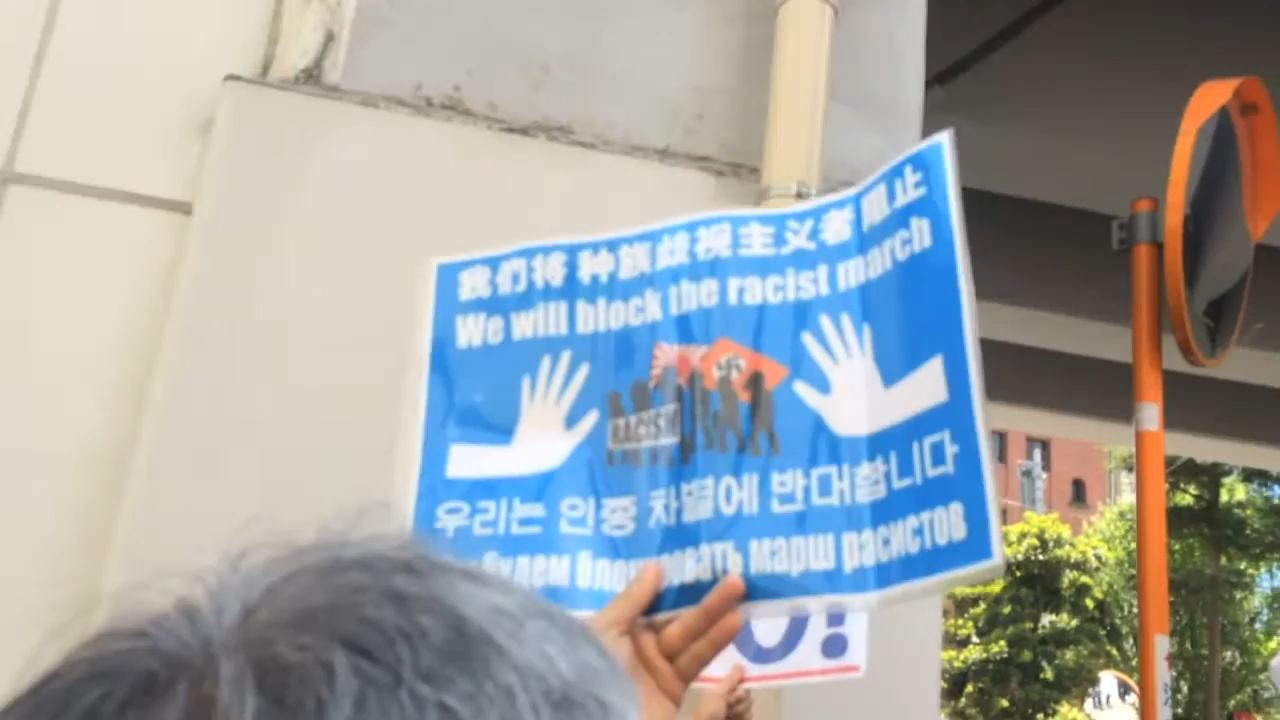 我们将 种族歧视主义者 阻止
We will block the racist march
RACIST
우리는 인종 차별에 반대합니다
будем блокировать марш расистов
O!